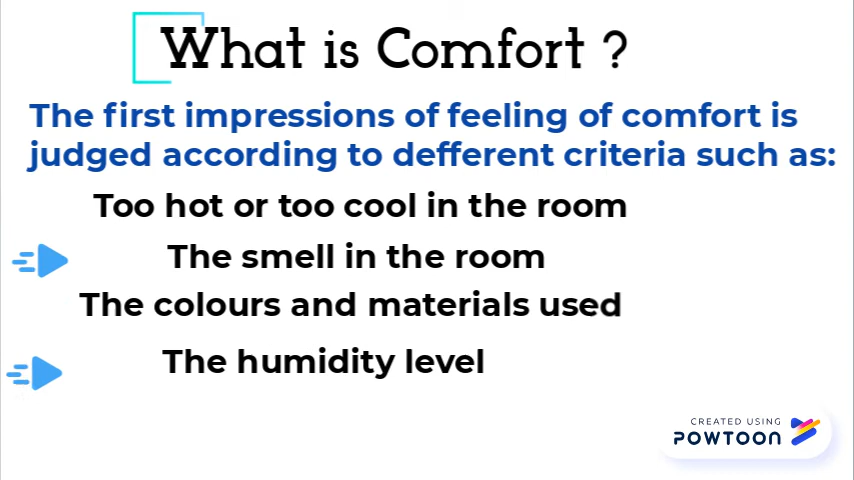 What is Comfort ?
The first impressions of feeling of comfort is
judged according to defferent criteria such as:
Too hot or too cool in the room
The smell in the room
The colours and materials used
The humidity level
CREATED USING
POWTOON